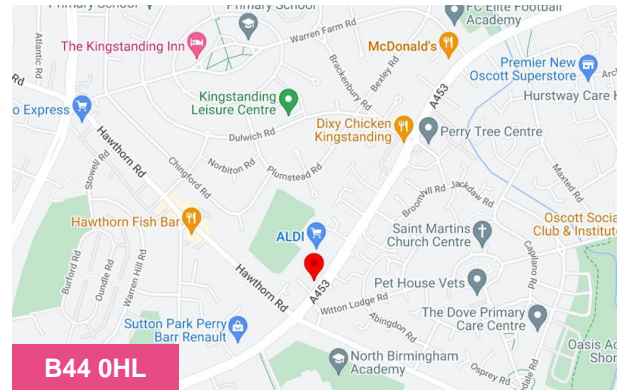 Primary School
Primary School
FC Elite Football
Academy
Atlantic Rd
The Kingstanding Inn
Warren Farm Rd
McDonald's
Brackenbury Rd
Bexley Rd
Premier New
Oscott Superstore
Rd
A453
Kingstanding
Leisure Centre
Hurstway Care H
o Express
Dixy Chicken
Kingstanding
Perry Tree Centre
Hawthorn Rd
Dulwich Rd
Stowell Rd
Chingford Rd
Norbiton Rd
Plumstead Rd
Maxted Rd
Broomhill Rd
Jackdaw Rd
Hawthorn Fish Bar
Oscott Social
Club & Institute
ALDI
Saint Martins
Church Centre
Capilano Rd
Burford Rd
Oundle Rd
Warren Hill Rd
Hawthorn Rd
A453
Pet House Vets
Witton Lodge Rd
Abingdon Rd
The Dove Primary
Care Centre
Sutton Park Perry
Barr Renault
Oasis Ac
Shor
North Birmingham
Academy
Osprey Rd
dale Rd
B44 0HL